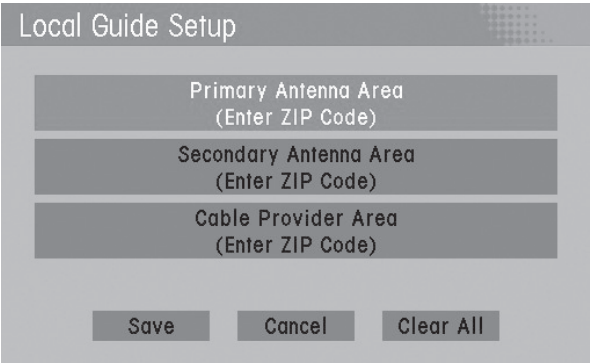 Local Guide Setup
Primary Antenna Area
(Enter ZIP Code)
Secondary Antenna Area
(Enter ZIP Code)
Cable Provider Area
(Enter ZIP Code)
Save
Cancel
Clear All